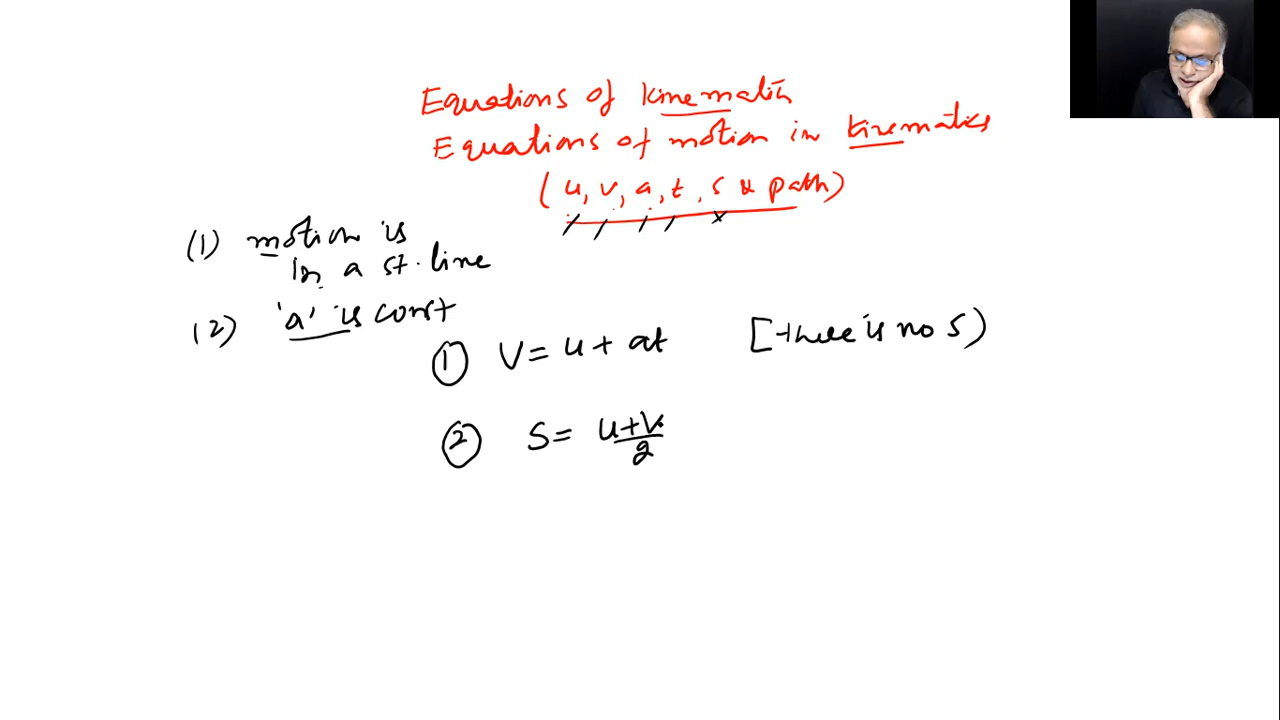 Equations of kinematics
Equations of motion in kinematics
(u, v, a, t, s & path)
(1) motion is
in a st. line
(2) 'a' is const
① V = u + at [there is no S)
② S = \frac{u+v}{2}